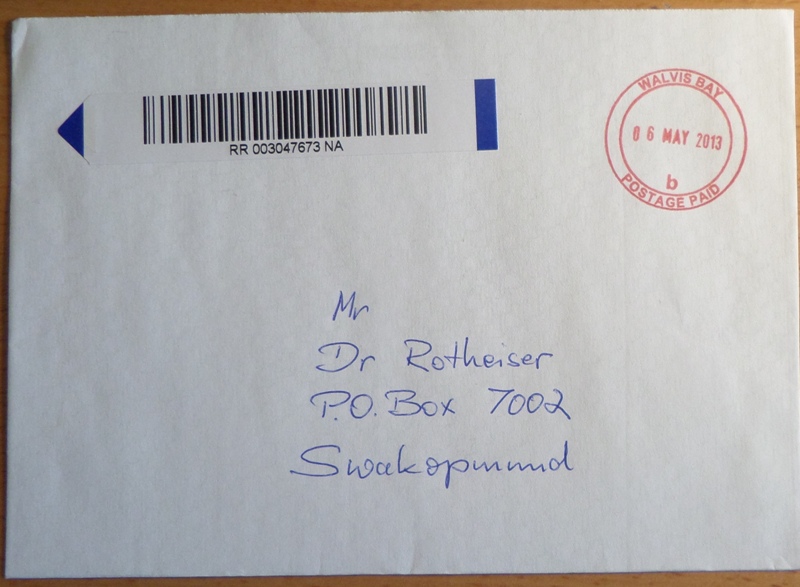 RR 003047673 NA
WALVIS BAY
06 MAY 2013
b
POSTAGE PAID
Mr
Dr Rotheiser
P.O. Box 7002
Swakopmund